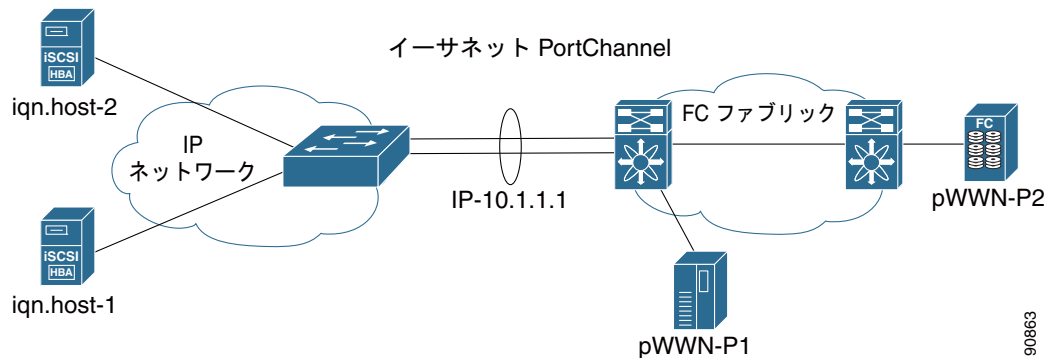 イーサネット PortChannel
iSCSI
HBA
iqn.host-2
IP
ネットワーク
IP-10.1.1.1
FC ファブリック
FC
pWWN-P2
iSCSI
HBA
iqn.host-1
pWWN-P1
90863